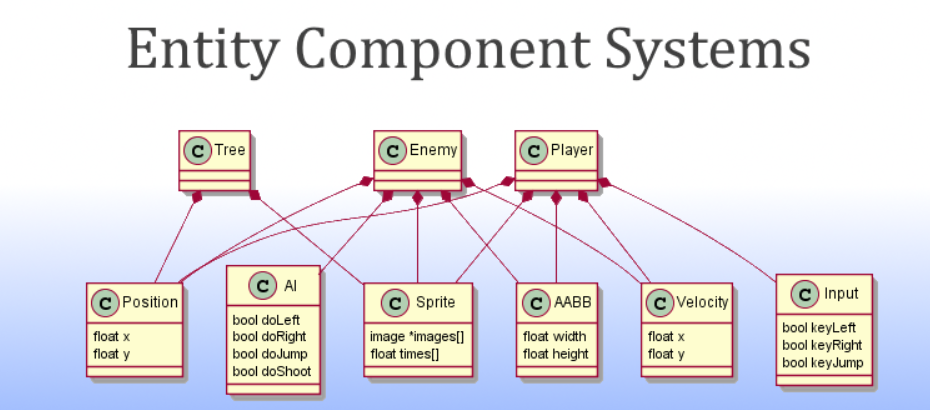 Entity Component Systems
C Tree
C Enemy
C Player
C Position
float x
float y
C AI
bool doLeft
bool doRight
bool doJump
bool doShoot
C Sprite
image *images[]
float times[]
C AABB
float width
float height
C Velocity
float x
float y
C Input
bool keyLeft
bool keyRight
bool keyJump